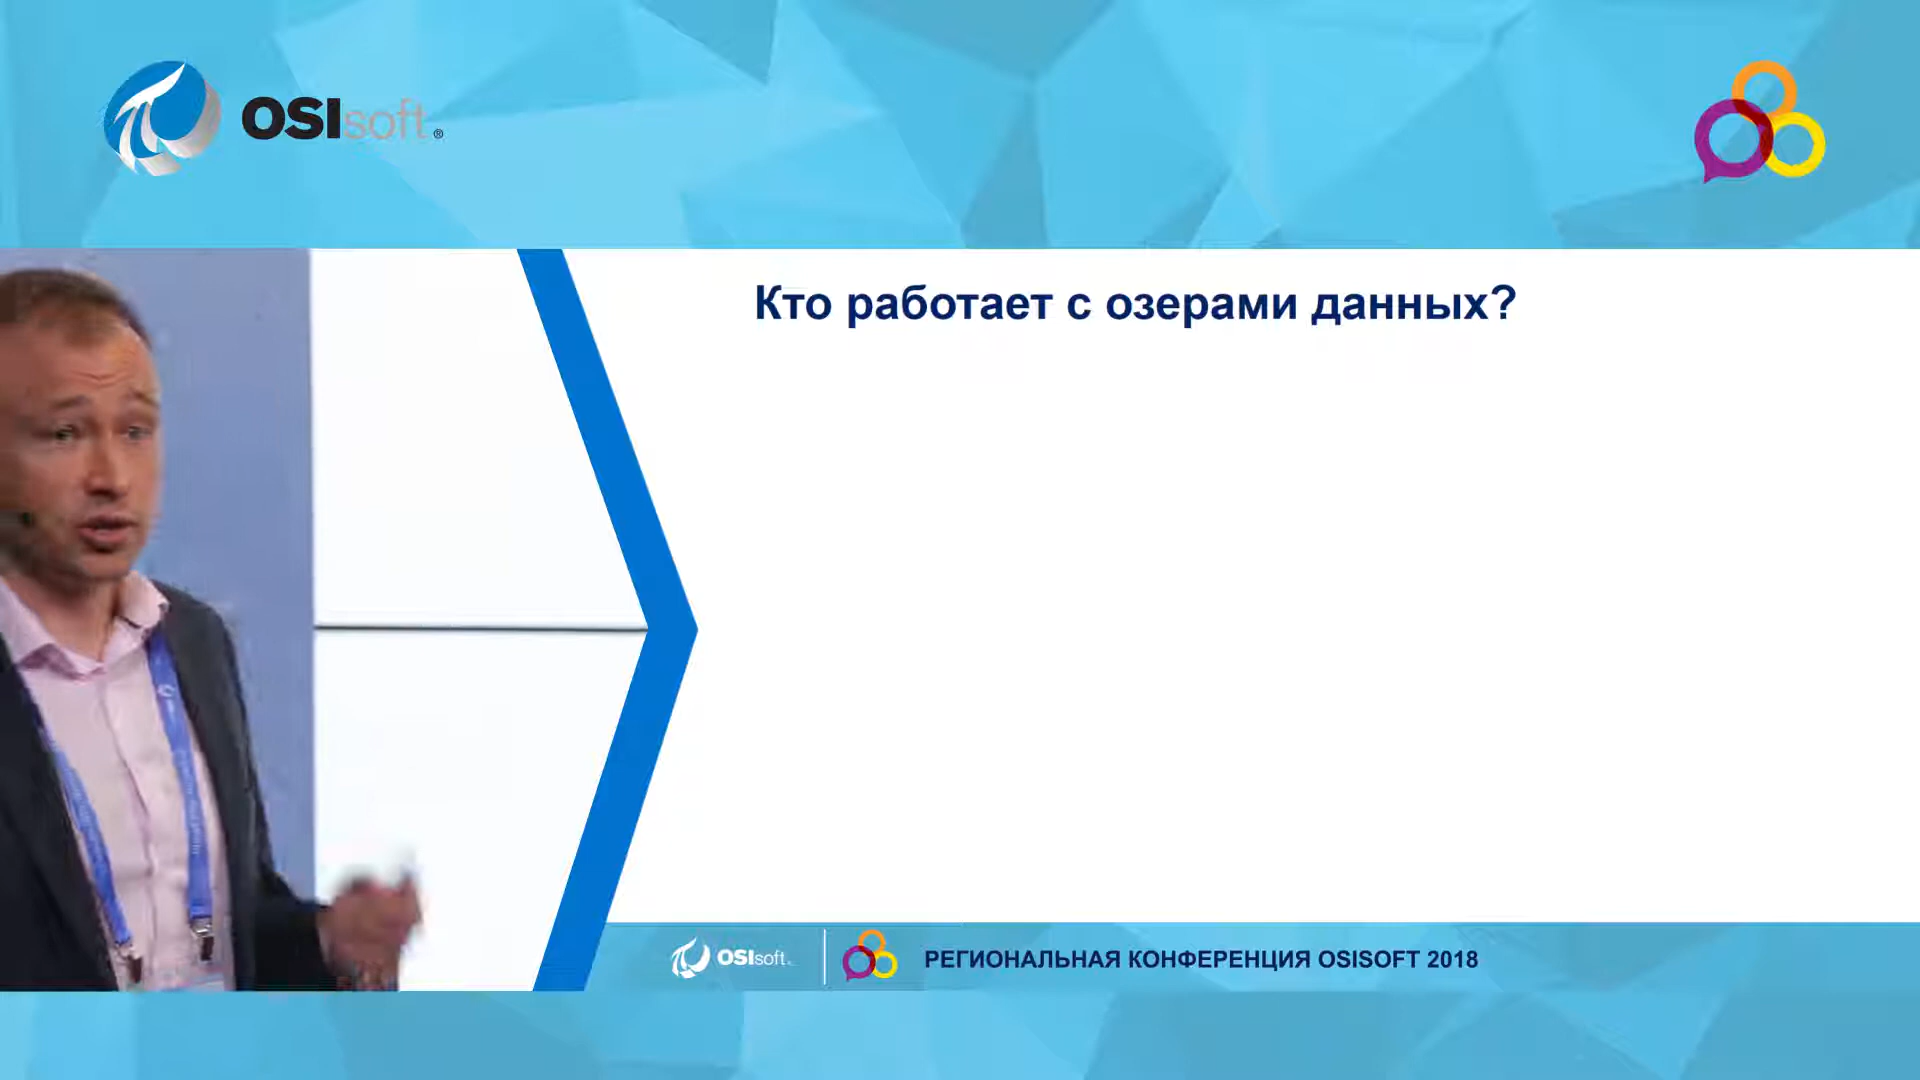 OSIsoft®
Кто работает с озерами данных?
OSIsoft
РЕГИОНАЛЬНАЯ КОНФЕРЕНЦИЯ OSISOFT 2018